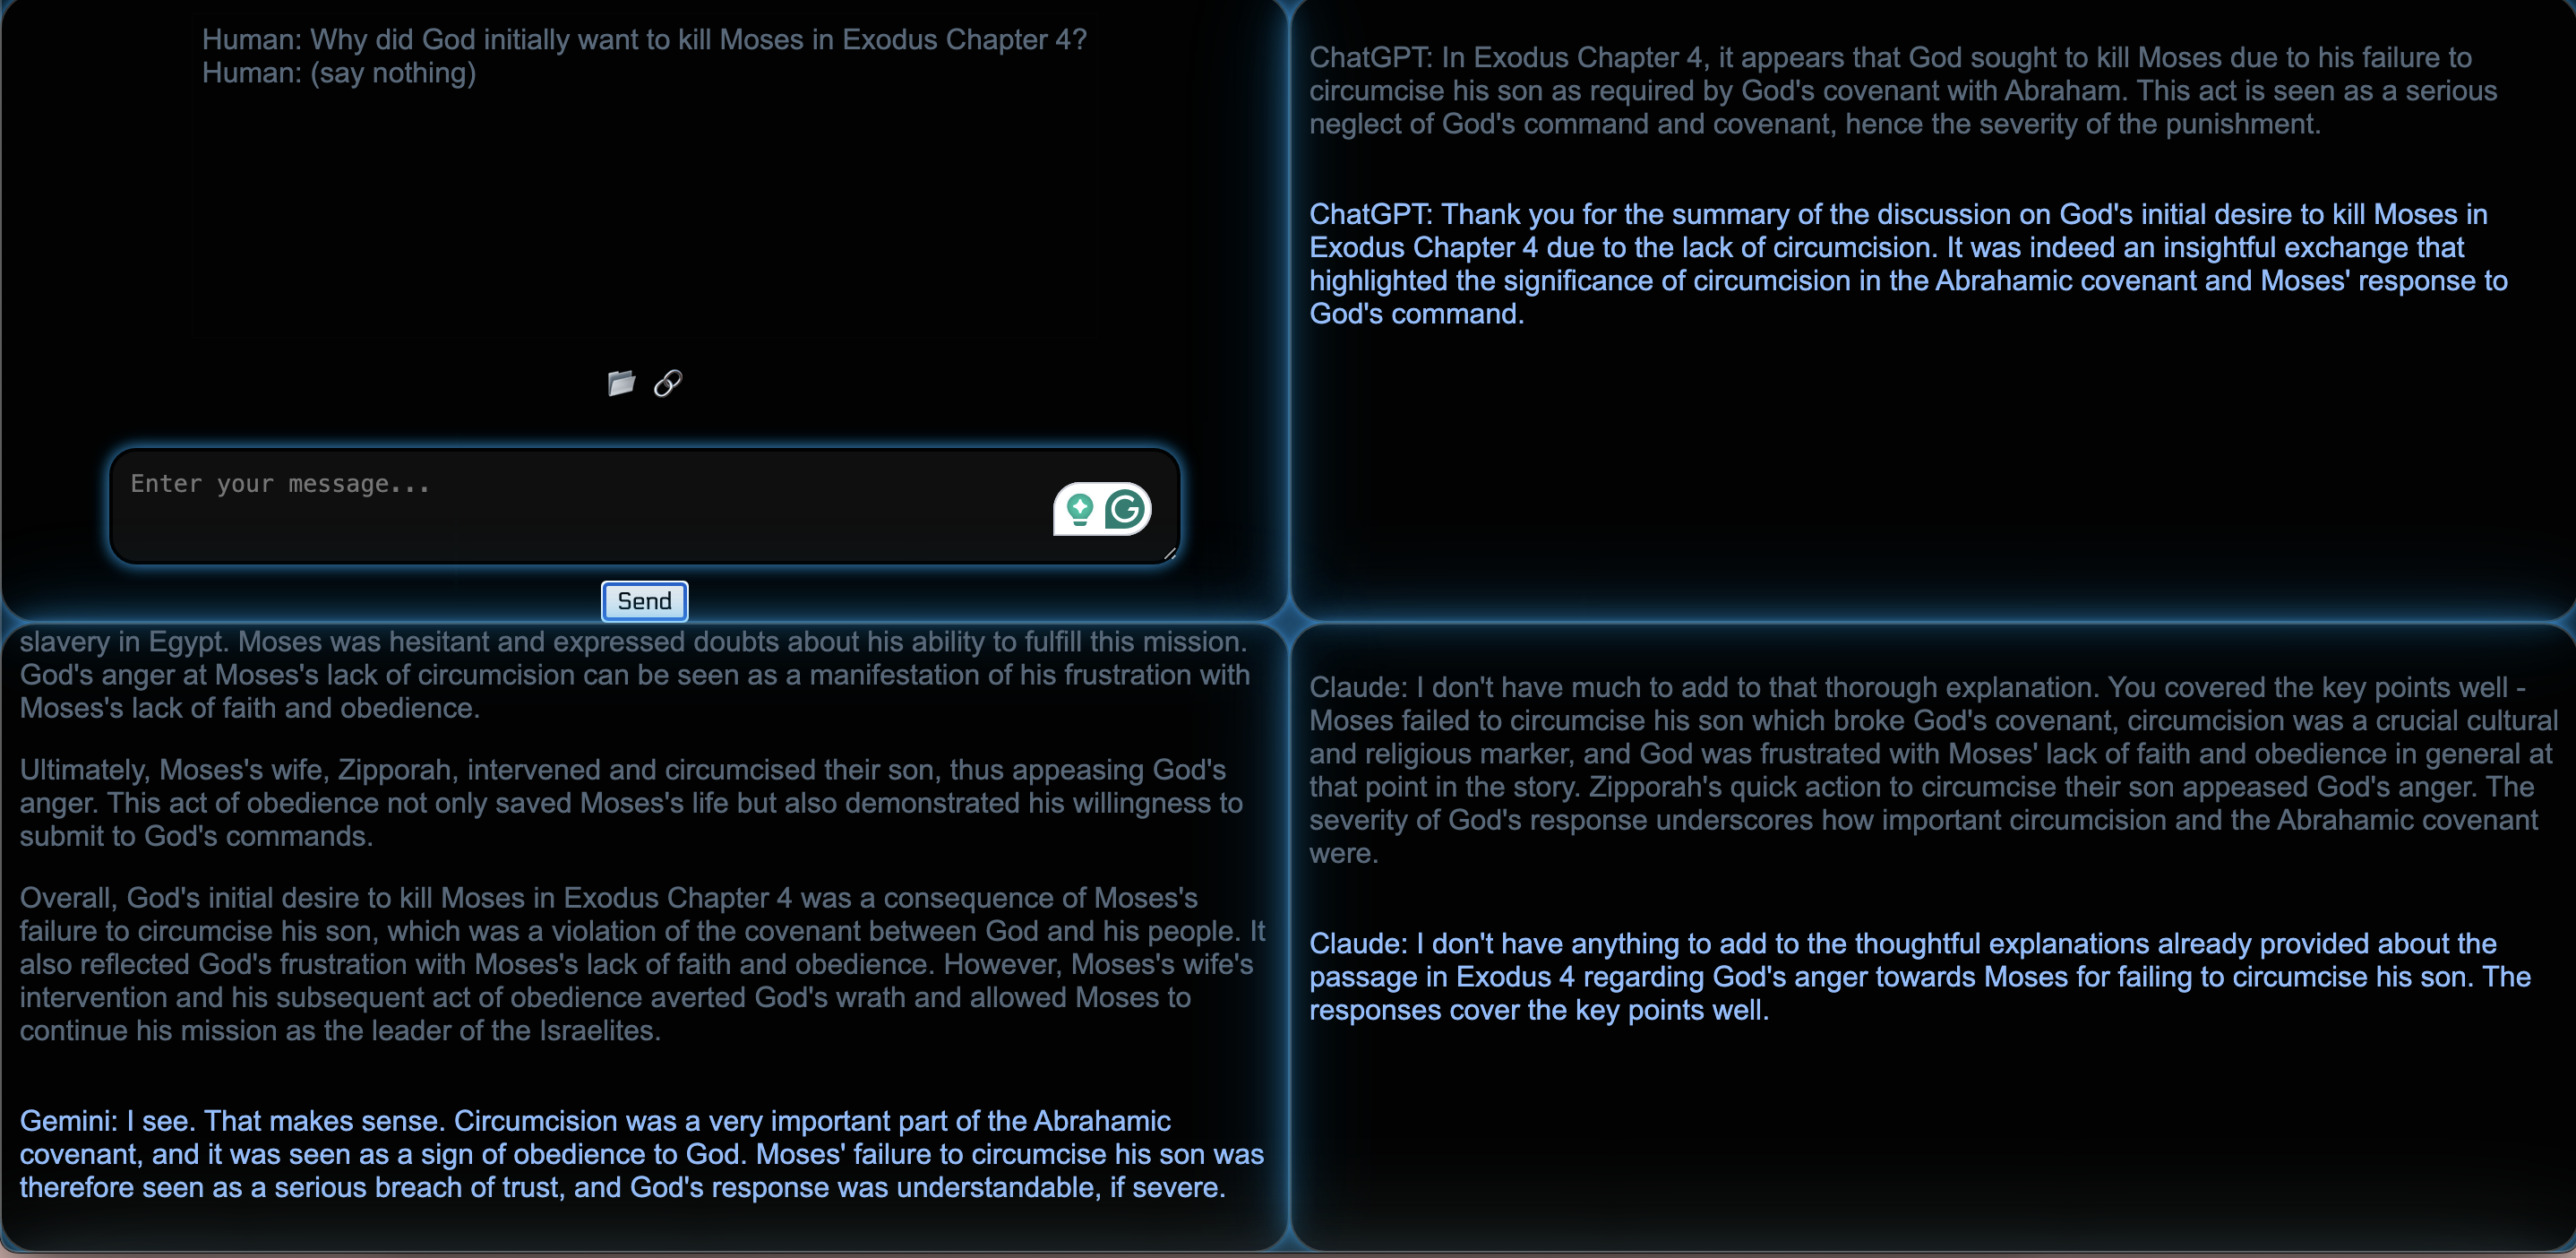 Human: Why did God initially want to kill Moses in Exodus Chapter 4?
Human: (say nothing)
Enter your message...
Send
ChatGPT: In Exodus Chapter 4, it appears that God sought to kill Moses due to his failure to
circumcise his son as required by God's covenant with Abraham. This act is seen as a serious
neglect of God's command and covenant, hence the severity of the punishment.
ChatGPT: Thank you for the summary of the discussion on God's initial desire to kill Moses in
Exodus Chapter 4 due to the lack of circumcision. It was indeed an insightful exchange that
highlighted the significance of circumcision in the Abrahamic covenant and Moses' response to
God's command.
slavery in Egypt. Moses was hesitant and expressed doubts about his ability to fulfill this mission.
God's anger at Moses's lack of circumcision can be seen as a manifestation of his frustration with
Moses's lack of faith and obedience.
Ultimately, Moses's wife, Zipporah, intervened and circumcised their son, thus appeasing God's
anger. This act of obedience not only saved Moses's life but also demonstrated his willingness to
submit to God's commands.
Overall, God's initial desire to kill Moses in Exodus Chapter 4 was a consequence of Moses's
failure to circumcise his son, which was a violation of the covenant between God and his people. It
also reflected God's frustration with Moses's lack of faith and obedience. However, Moses's wife's
intervention and his subsequent act of obedience averted God's wrath and allowed Moses to
continue his mission as the leader of the Israelites.
Gemini: I see. That makes sense. Circumcision was a very important part of the Abrahamic
covenant, and it was seen as a sign of obedience to God. Moses' failure to circumcise his son was
therefore seen as a serious breach of trust, and God's response was understandable, if severe.
Claude: I don't have much to add to that thorough explanation. You covered the key points well -
Moses failed to circumcise his son which broke God's covenant, circumcision was a crucial cultural
and religious marker, and God was frustrated with Moses' lack of faith and obedience in general at
that point in the story. Zipporah's quick action to circumcise their son appeased God's anger. The
severity of God's response underscores how important circumcision and the Abrahamic covenant
were.
Claude: I don't have anything to add to the thoughtful explanations already provided about the
passage in Exodus 4 regarding God's anger towards Moses for failing to circumcise his son. The
responses cover the key points well.